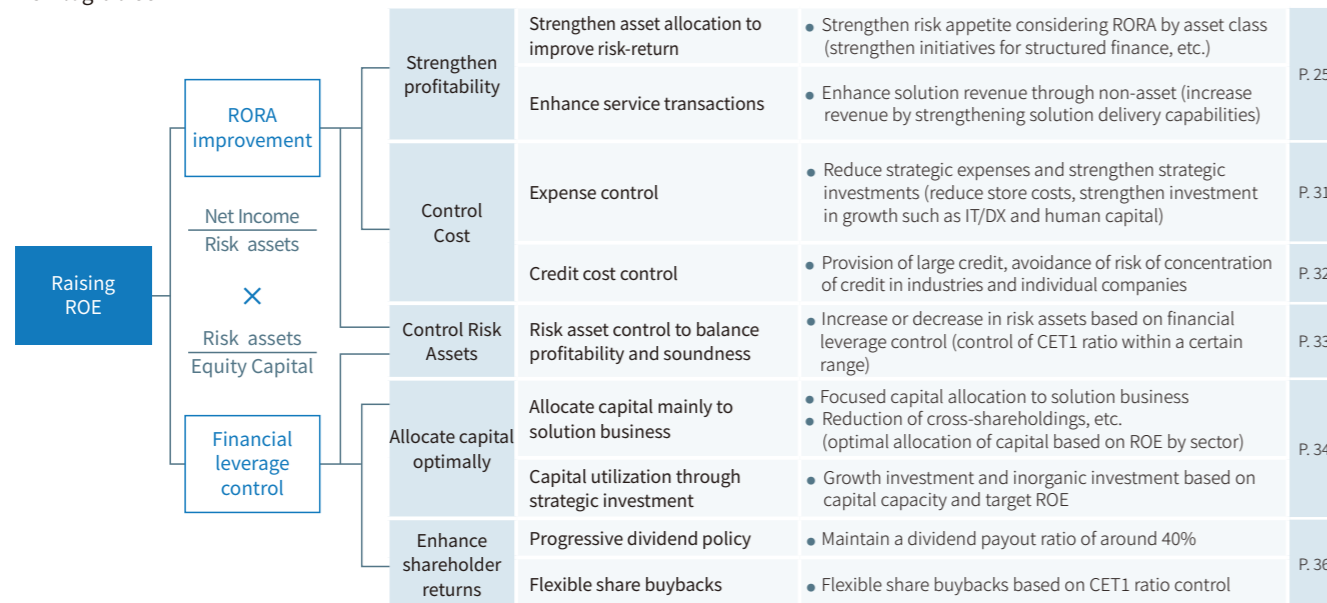 Raising
ROE
RORA
improvement
Net Income
Risk assets
×
Risk assets
Equity Capital
Financial
leverage
control
Strengthen
profitability
Strengthen asset allocation to
improve risk-return
● Strengthen risk appetite considering RORA by asset class
(strengthen initiatives for structured finance, etc.)
P. 25
Enhance service transactions
● Enhance solution revenue through non-asset (increase
revenue by strengthening solution delivery capabilities)
Control
Cost
Expense control
● Reduce strategic expenses and strengthen strategic
investments (reduce store costs, strengthen investment
in growth such as IT/DX and human capital)
P. 31
Credit cost control
● Provision of large credit, avoidance of risk of concentration
of credit in industries and individual companies
P. 32
Control Risk
Assets
Risk asset control to balance
profitability and soundness
● Increase or decrease in risk assets based on financial
leverage control (control of CET1 ratio within a certain
range)
P. 33
Allocate capital
optimally
Allocate capital mainly to
solution business
● Focused capital allocation to solution business
● Reduction of cross-shareholdings, etc.
(optimal allocation of capital based on ROE by sector)
P. 34
Capital utilization through
strategic investment
● Growth investment and inorganic investment based on
capital capacity and target ROE
Enhance
shareholder
returns
Progressive dividend policy
● Maintain a dividend payout ratio of around 40%
P. 36
Flexible share buybacks
● Flexible share buybacks based on CET1 ratio control